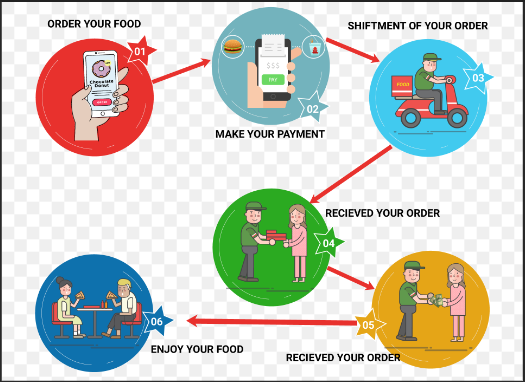 ORDER YOUR FOOD
01
Chocolate
Donut
MAKE YOUR PAYMENT
$$$
PAY
02
SHIFTMENT OF YOUR ORDER
FOOD
03
RECIEVED YOUR ORDER
04
RECIEVED YOUR ORDER
05
ENJOY YOUR FOOD
06